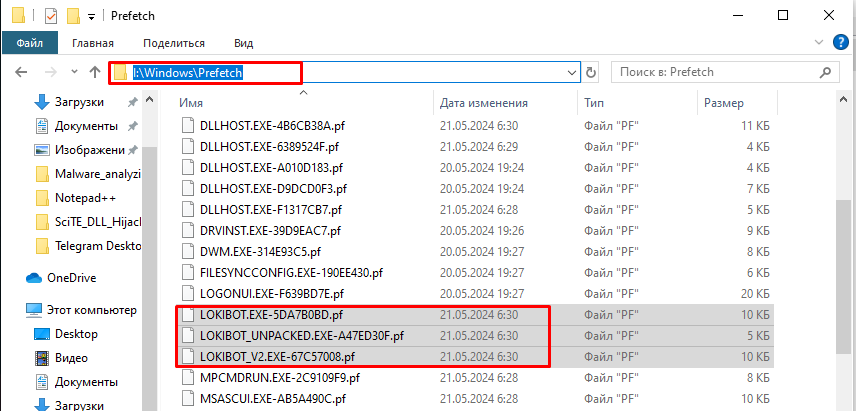 Prefetch
Файл
Главная
Поделиться
Вид
I:\Windows\Prefetch
Поиск в: Prefetch
Загрузки
Документы
Изображени
Malware_analyzi
Notepad++
SciTE_DLL_Hijack
Telegram Deskto
OneDrive
Этот компьютер
Desktop
Видео
Документы
Загрузки
Имя Дата изменения Тип Размер
DLLHOST.EXE-4B6CB38A.pf 21.05.2024 6:30 Файл "PF" 11 КБ
DLLHOST.EXE-6389524F.pf 21.05.2024 6:29 Файл "PF" 4 КБ
DLLHOST.EXE-A010D183.pf 20.05.2024 19:24 Файл "PF" 4 КБ
DLLHOST.EXE-D9DCD0F3.pf 20.05.2024 19:24 Файл "PF" 7 КБ
DLLHOST.EXE-F1317CB7.pf 21.05.2024 6:28 Файл "PF" 5 КБ
DRVINST.EXE-39D9EAC7.pf 20.05.2024 19:26 Файл "PF" 9 КБ
DWM.EXE-314E93C5.pf 20.05.2024 19:27 Файл "PF" 8 КБ
FILESYNCCONFIG.EXE-190EE430.pf 20.05.2024 19:27 Файл "PF" 6 КБ
LOGONUI.EXE-F639BD7E.pf 20.05.2024 19:27 Файл "PF" 20 КБ
LOKIBOT.EXE-5DA7B0BD.pf 21.05.2024 6:30 Файл "PF" 10 КБ
LOKIBOT_UNPACKED.EXE-A47ED30F.pf 21.05.2024 6:30 Файл "PF" 5 КБ
LOKIBOT_V2.EXE-67C57008.pf 21.05.2024 6:30 Файл "PF" 10 КБ
MPCMDRUN.EXE-2C9109F9.pf 21.05.2024 6:28 Файл "PF" 4 КБ
MSASCUI.EXE-AB5A490C.pf 21.05.2024 6:28 Файл "PF" 8 КБ